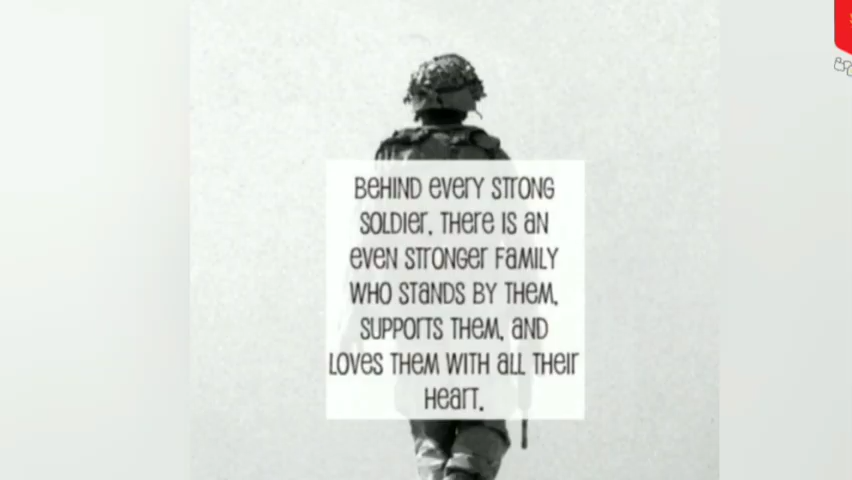 BEHIND EVERY STRONG
SOLDIER, THERE IS AN
EVEN STRONGER FAMILY
WHO STANDS BY THEM,
SUPPORTS THEM, AND
LOVES THEM WITH ALL THEIR
HEART.